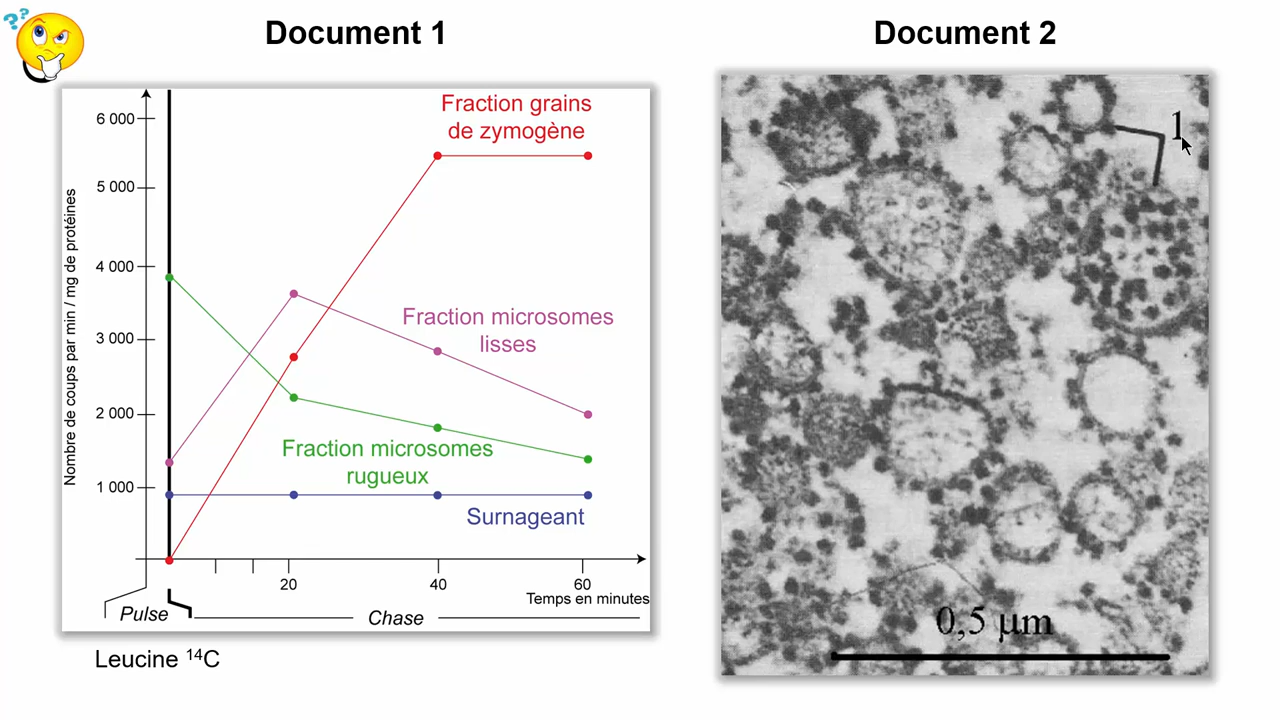 ??
Document 1
Document 2
Nombre de coups par min / mg de protéines
6 000
5 000
4 000
3 000
2 000
1 000
Fraction grains
de zymogène
Fraction microsomes
lisses
Fraction microsomes
rugueux
Surnageant
20
40
60
Temps en minutes
Pulse
Chase
Leucine ¹⁴C
1
0,5 µm